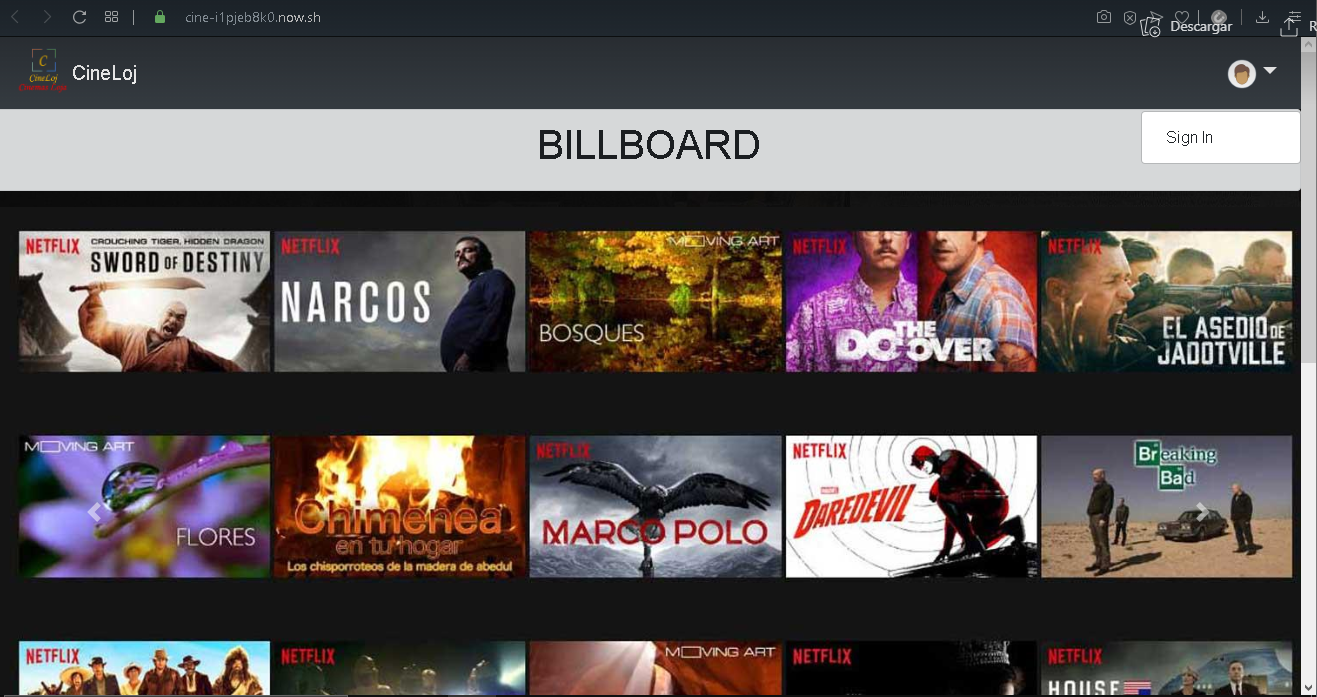 cine-i1pjeb8k0.now.sh
Descargar
R
C
CineLoj
Cinemas Loja
CineLoj
BILLBOARD
Sign In
NETFLIX
CROUCHING TIGER, HIDDEN DRAGON
SWORD OF DESTINY
NETFLIX
NARCOS
MOVING ART
BOSQUES
NETFLIX
THE
DO OVER
NETFLIX
EL ASEDIO DE
JADOTVILLE
MOVING ART
FLORES
Chimenea
en tu hogar
Los chisporroteos de la madera de abedul
NETFLIX
MARCO POLO
NETFLIX
MARVEL
DAREDEVIL
Breaking
Bad
NETFLIX
NETFLIX
MOVING ART
NETFLIX
NETFLIX
HOUSE